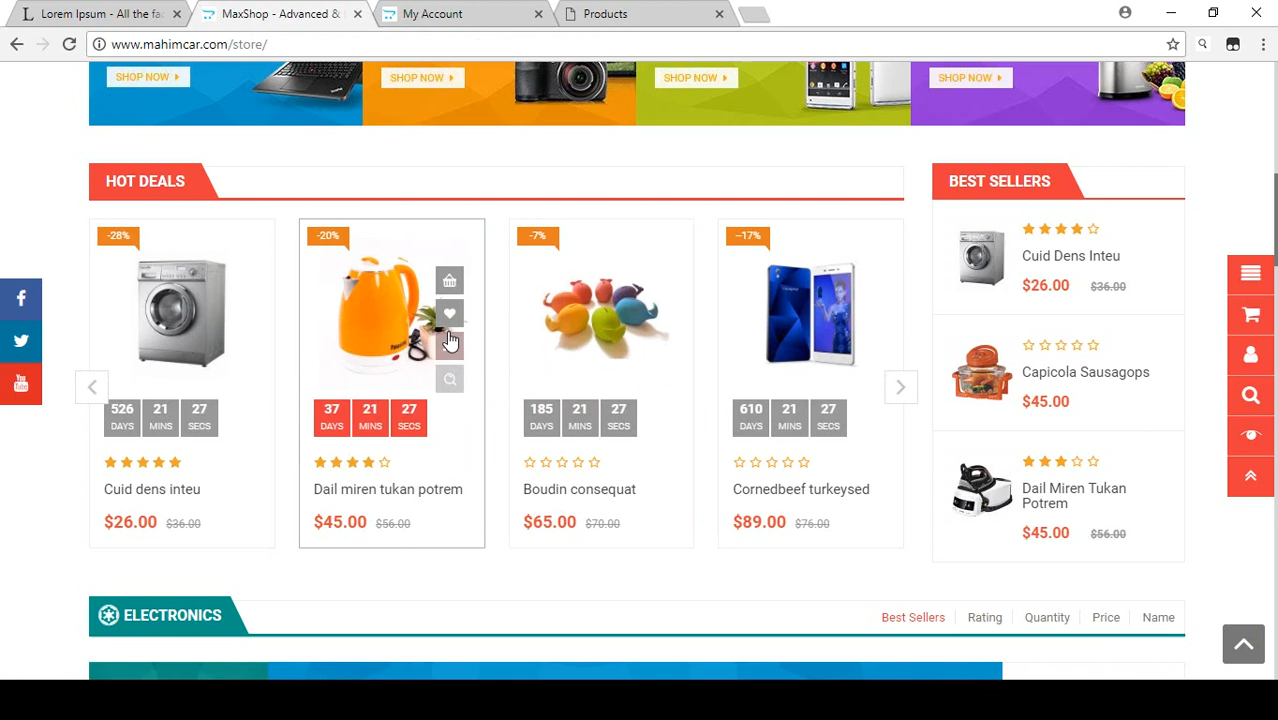 Lorem Ipsum - All the fac
MaxShop - Advanced &
My Account
Products
www.mahimcar.com/store/
SHOP NOW
SHOP NOW
SHOP NOW
SHOP NOW
HOT DEALS
BEST SELLERS
-28%
-20%
-7%
--17%
526 21 27
DAYS MINS SECS
37 21 27
DAYS MINS SECS
185 21 27
DAYS MINS SECS
610 21 27
DAYS MINS SECS
Cuid dens inteu
Dail miren tukan potrem
Boudin consequat
Cornedbeef turkeysed
$26.00 $36.00
$45.00 $56.00
$65.00 $70.00
$89.00 $76.00
Cuid Dens Inteu
$26.00 $36.00
Capicola Sausagops
$45.00
Dail Miren Tukan
Potrem
$45.00 $56.00
ELECTRONICS
Best Sellers
Rating
Quantity
Price
Name